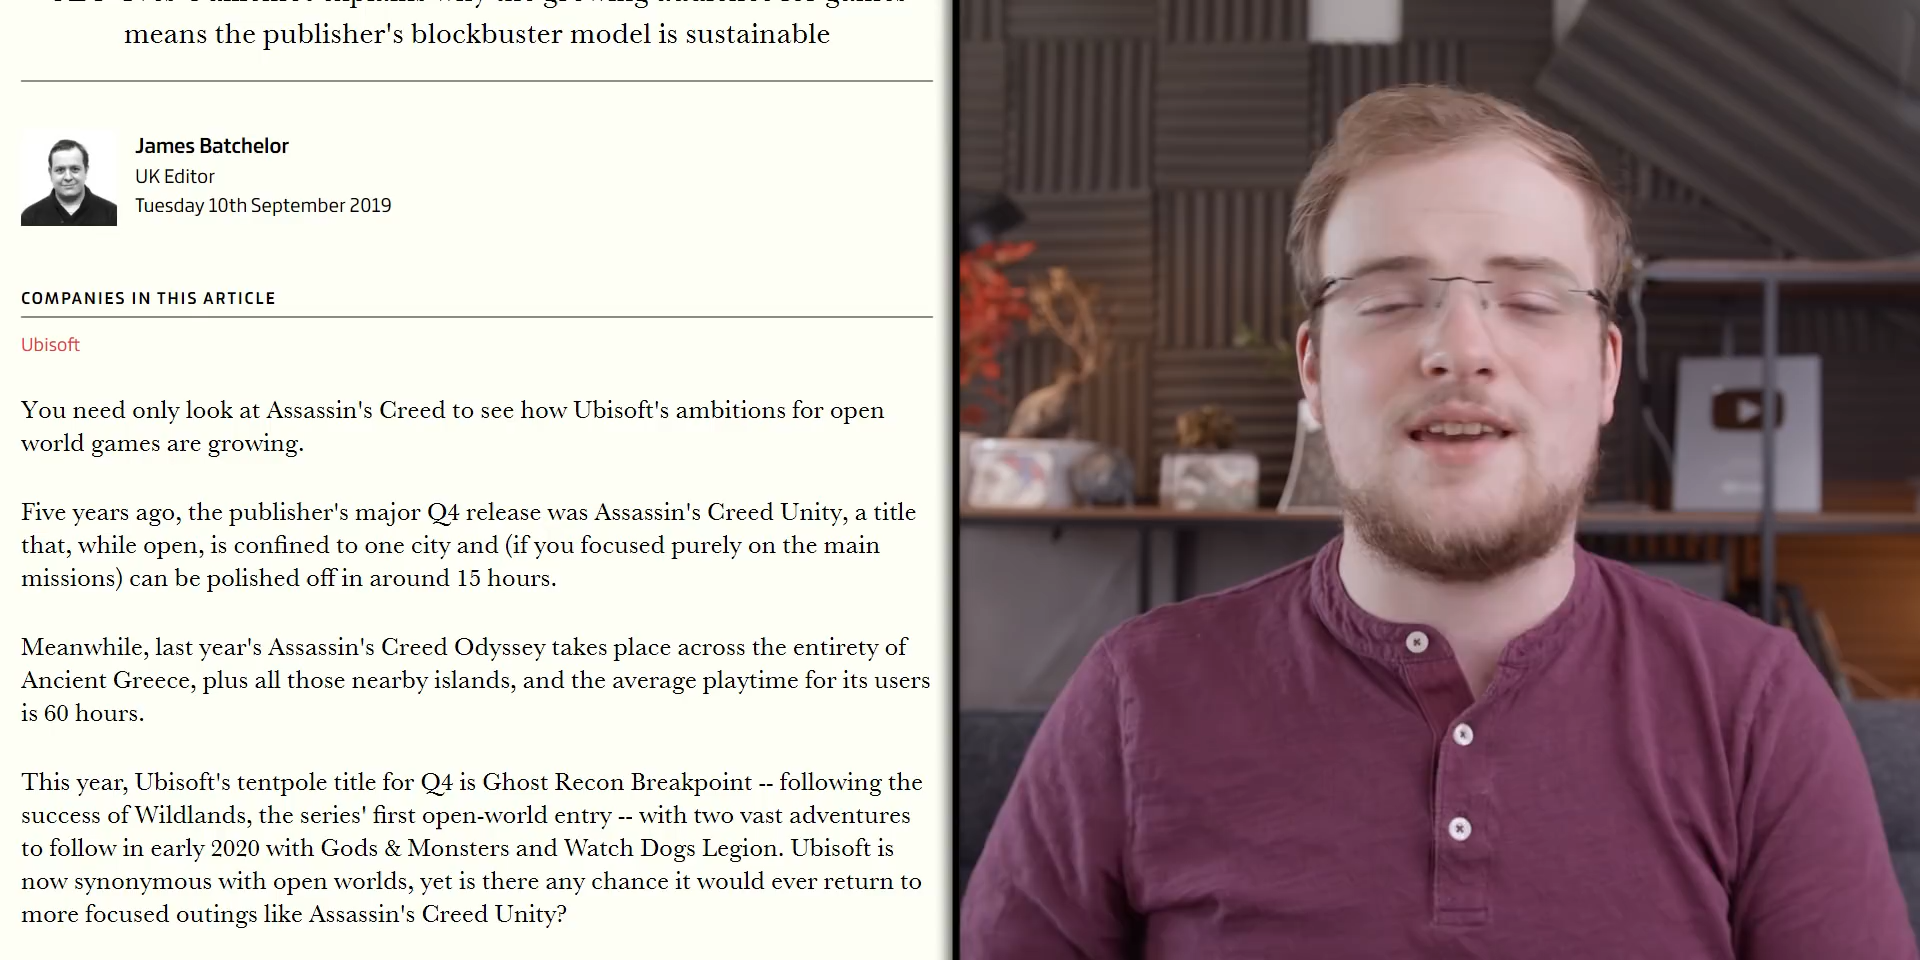 means the publisher's blockbuster model is sustainable
James Batchelor
UK Editor
Tuesday 10th September 2019
COMPANIES IN THIS ARTICLE
Ubisoft
You need only look at Assassin's Creed to see how Ubisoft's ambitions for open
world games are growing.
Five years ago, the publisher's major Q4 release was Assassin's Creed Unity, a title
that, while open, is confined to one city and (if you focused purely on the main
missions) can be polished off in around 15 hours.
Meanwhile, last year's Assassin's Creed Odyssey takes place across the entirety of
Ancient Greece, plus all those nearby islands, and the average playtime for its users
is 60 hours.
This year, Ubisoft's tentpole title for Q4 is Ghost Recon Breakpoint -- following the
success of Wildlands, the series' first open-world entry -- with two vast adventures
to follow in early 2020 with Gods & Monsters and Watch Dogs Legion. Ubisoft is
now synonymous with open worlds, yet is there any chance it would ever return to
more focused outings like Assassin's Creed Unity?